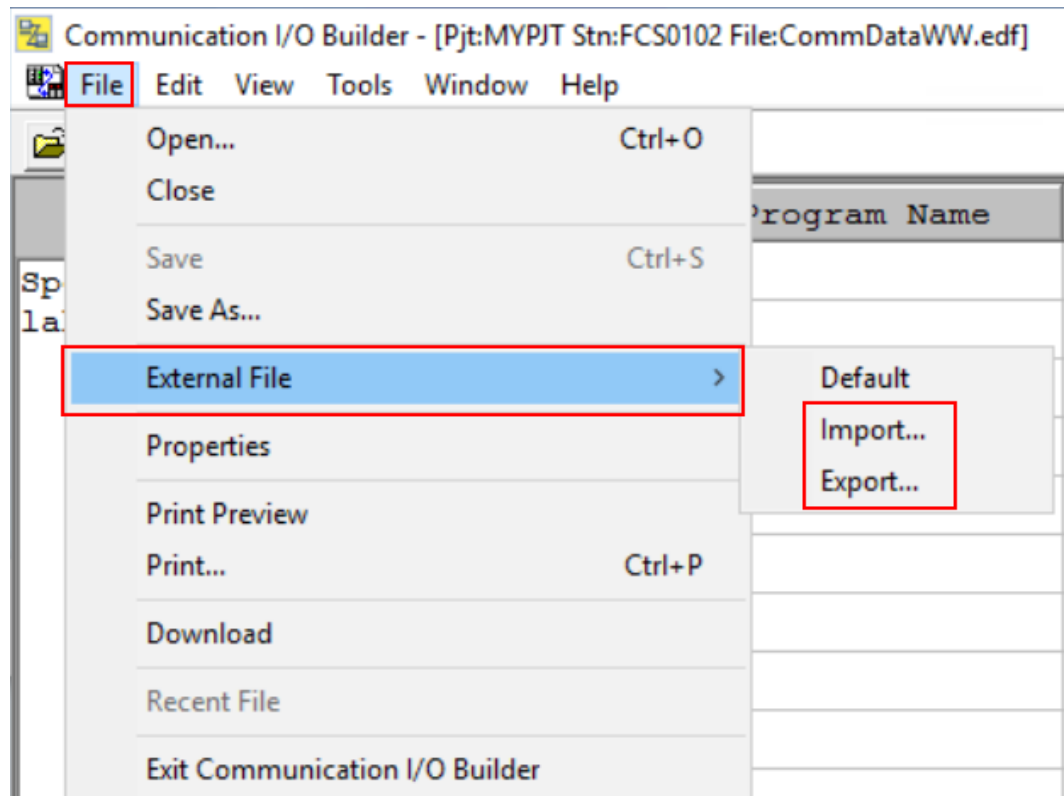 Communication I/O Builder - [Pjt:MYPJT Stn:FCS0102 File:CommDataWW.edf]
File Edit View Tools Window Help
Open... Ctrl+O
Close
Program Name
Save Ctrl+S
Sp
Save As...
la
External File > Default
Import...
Properties
Export...
Print Preview
Print... Ctrl+P
Download
Recent File
Exit Communication I/O Builder